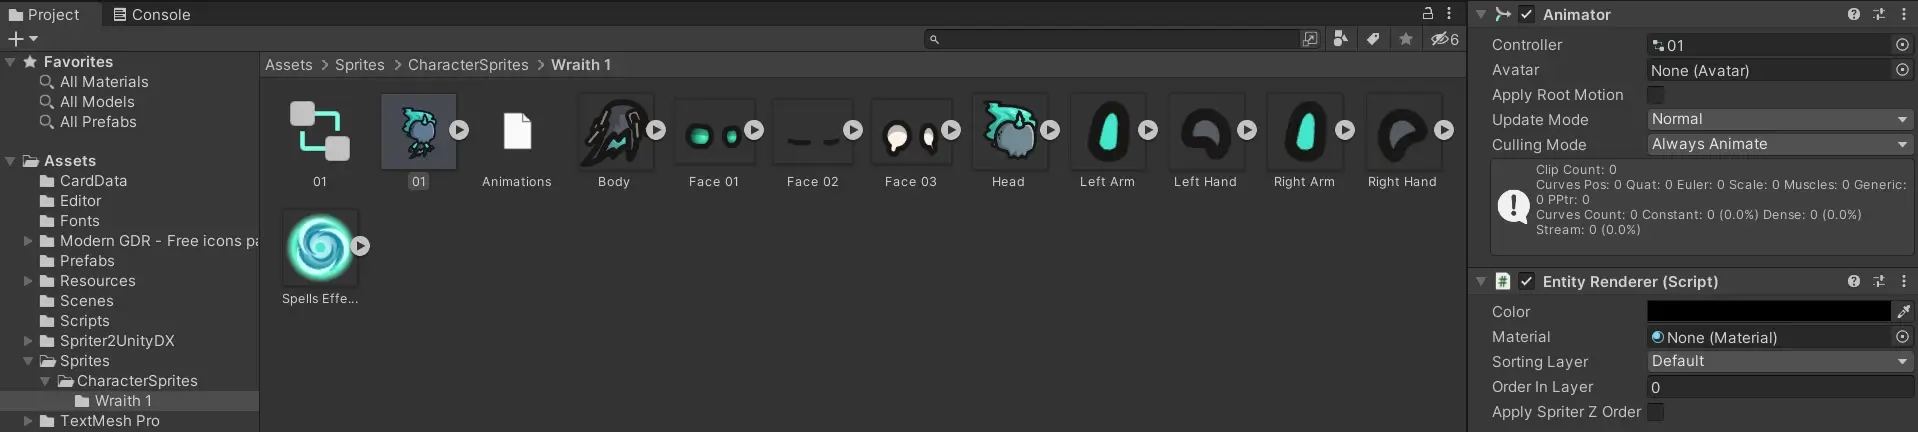 Project
Console
6
Favorites
All Materials
All Models
All Prefabs
Assets
CardData
Editor
Fonts
Modern GDR - Free icons pa
Prefabs
Resources
Scenes
Scripts
Spriter2UnityDX
Sprites
CharacterSprites
Wraith 1
TextMesh Pro
Assets > Sprites > CharacterSprites > Wraith 1
01
01
Animations
Body
Face 01
Face 02
Face 03
Head
Left Arm
Left Hand
Right Arm
Right Hand
Spells Effe...
Animator
Controller 01
Avatar None (Avatar)
Apply Root Motion
Update Mode Normal
Culling Mode Always Animate
Clip Count: 0
Curves Pos: 0 Quat: 0 Euler: 0 Scale: 0 Muscles: 0 Generic:
0 PPtr: 0
Curves Count: 0 Constant: 0 (0.0%) Dense: 0 (0.0%)
Stream: 0 (0.0%)
# Entity Renderer (Script)
Color
Material None (Material)
Sorting Layer Default
Order In Layer 0
Apply Spriter Z Order